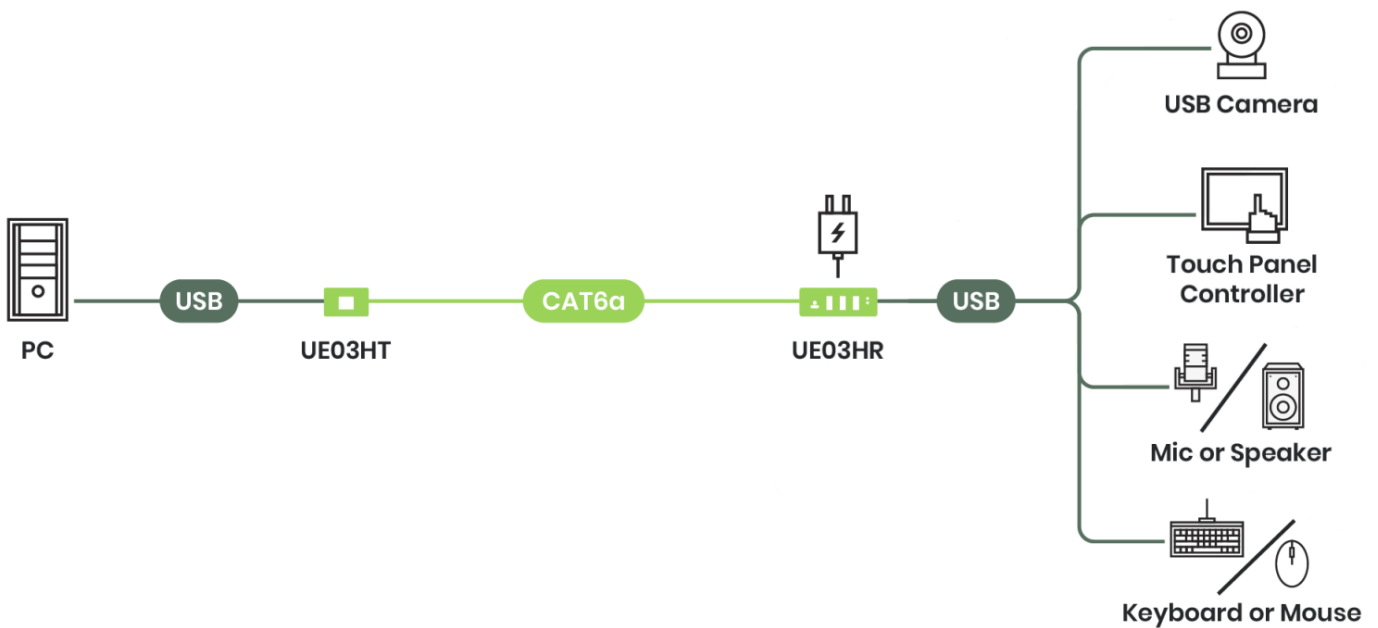 USB Camera
Touch Panel
Controller
USB
CAT6a
USB
PC
UE03HT
UE03HR
Mic or Speaker
Keyboard or Mouse